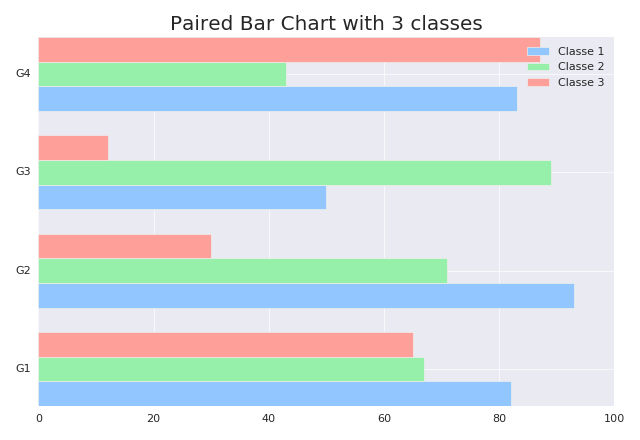 Paired Bar Chart with 3 classes
Classe 1
Classe 2
Classe 3
G4
G3
G2
G1
0 20 40 60 80 100